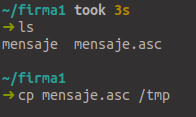 ~/firma1 took 3s
➜ls
mensaje  mensaje.asc
~/firma1
➜cp mensaje.asc /tmp